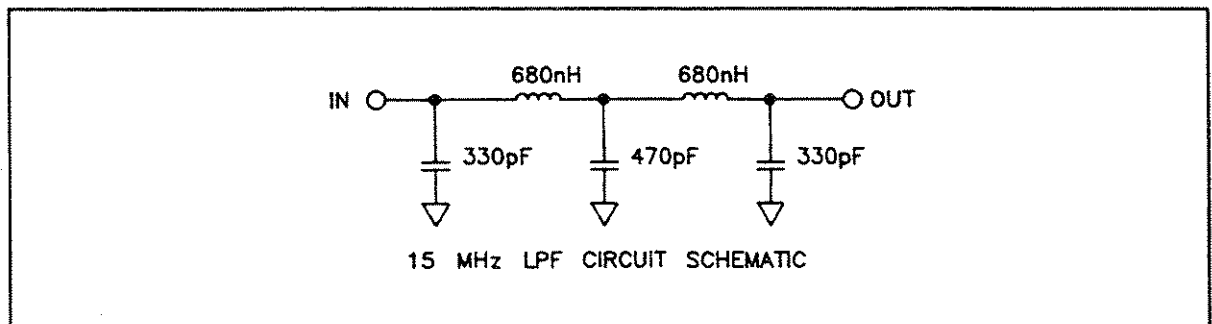 680nH 680nH
IN OUT
330pF 470pF 330pF
15 MHz LPF CIRCUIT SCHEMATIC